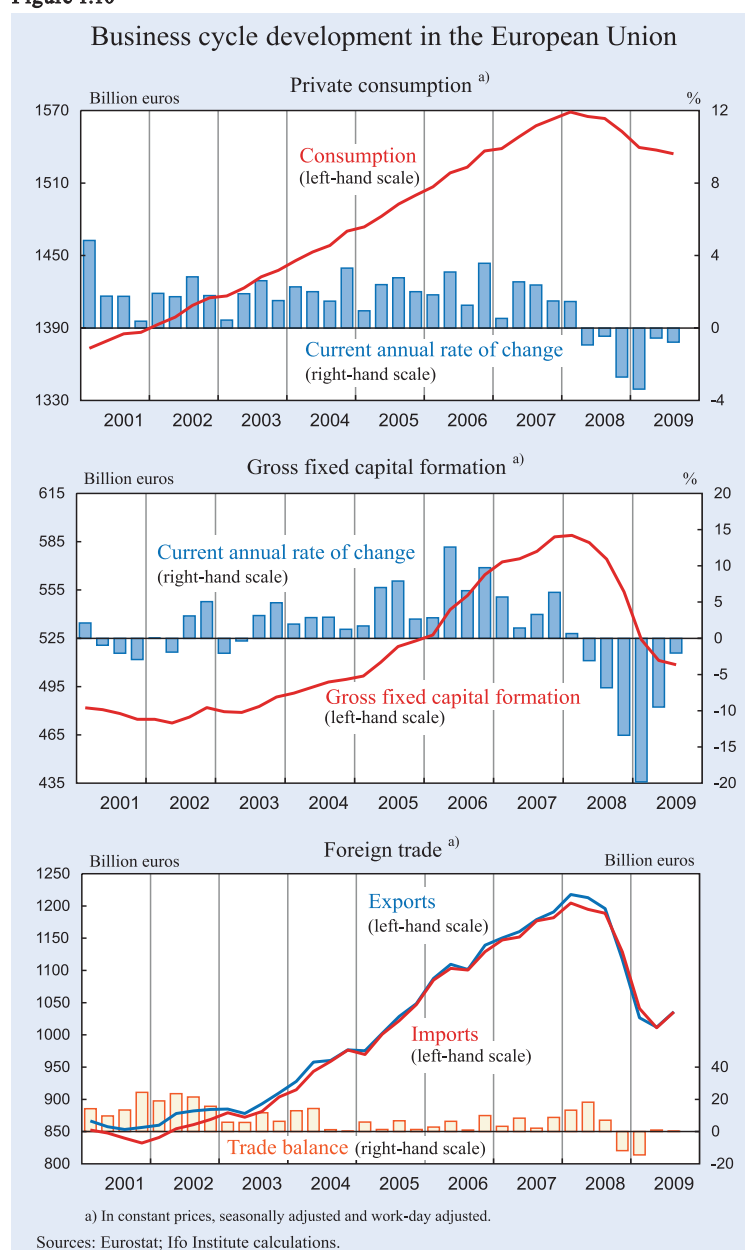 Figure 1.10
Business cycle development in the European Union
Private consumption a)
Billion euros %
1570 12
Consumption
(left-hand scale)
1510 8
1450 4
1390 0
Current annual rate of change
(right-hand scale)
1330 -4
2001 2002 2003 2004 2005 2006 2007 2008 2009
Gross fixed capital formation a)
Billion euros %
615 20
585 15
Current annual rate of change
(right-hand scale)
10
555
5
525 0
-5
495
Gross fixed capital formation
(left-hand scale)
-10
465
-15
435 -20
2001 2002 2003 2004 2005 2006 2007 2008 2009
Foreign trade a)
Billion euros Billion euros
1250
1200
Exports
(left-hand scale)
1150
1100
1050
1000
Imports
(left-hand scale)
950 40
900 20
850 0
Trade balance (right-hand scale)
800 -20
2001 2002 2003 2004 2005 2006 2007 2008 2009
a) In constant prices, seasonally adjusted and work-day adjusted.
Sources: Eurostat; Ifo Institute calculations.